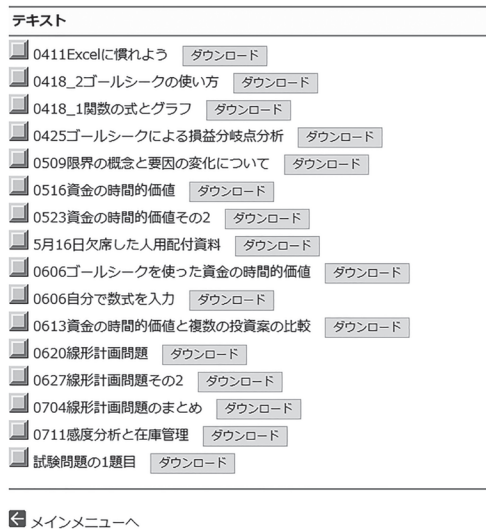 テキスト
0411Excelに慣れよう ダウンロード
0418_2ゴールシークの使い方 ダウンロード
0418_1関数の式とグラフ ダウンロード
0425ゴールシークによる損益分岐点分析 ダウンロード
0509限界の概念と要因の変化について ダウンロード
0516資金の時間的価値 ダウンロード
0523資金の時間的価値その2 ダウンロード
5月16日欠席した人用配付資料 ダウンロード
0606ゴールシークを使った資金の時間的価値 ダウンロード
0606自分で数式を入力 ダウンロード
0613資金の時間的価値と複数の投資案の比較 ダウンロード
0620線形計画問題 ダウンロード
0627線形計画問題その2 ダウンロード
0704線形計画問題のまとめ ダウンロード
0711感度分析と在庫管理 ダウンロード
試験問題の1題目 ダウンロード
メインメニューへ